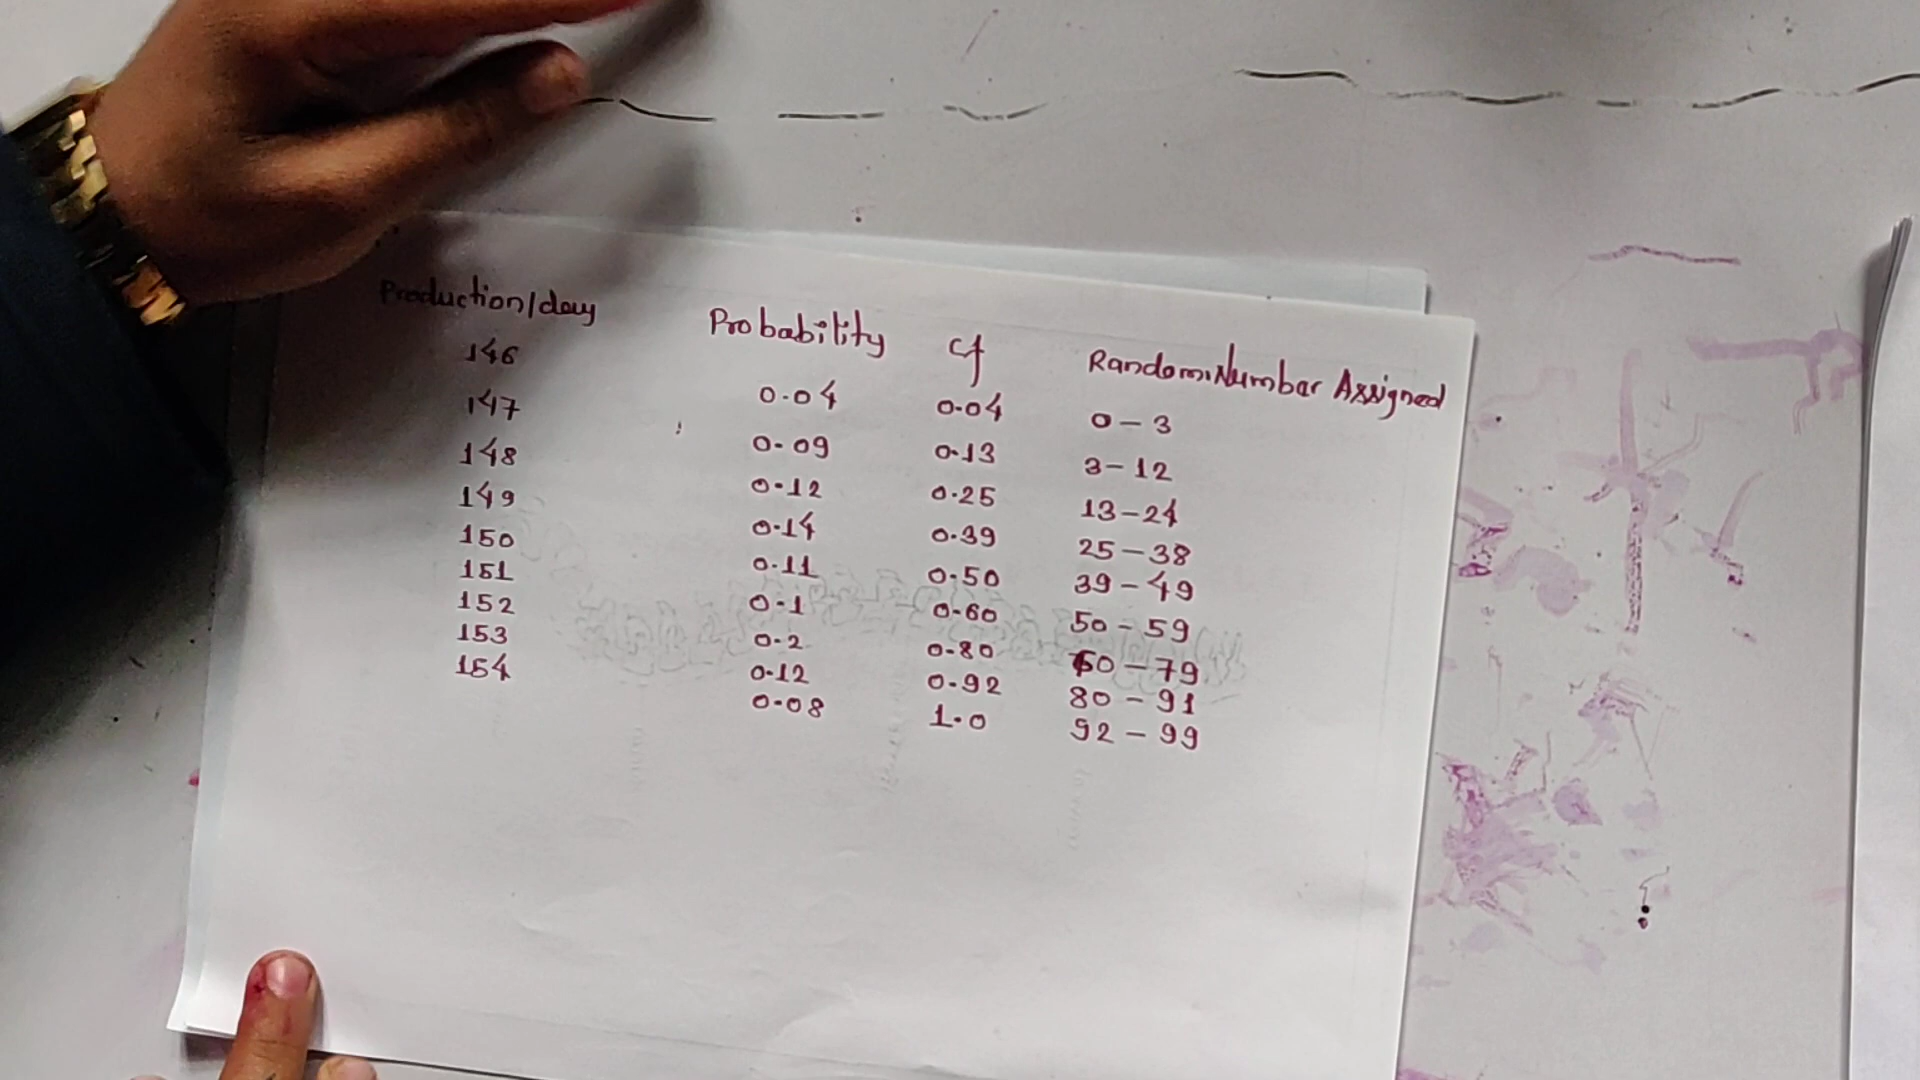 Production/day Probability cf Random Number Assigned
146 0.04 0.04 0-3
147 0.09 0.13 3-12
148 0.12 0.25 13-24
149 0.14 0.39 25-38
150 0.11 0.50 39-49
151 0.1 0.60 50-59
152 0.2 0.80 60-79
153 0.12 0.92 80-91
154 0.08 1.0 92-99